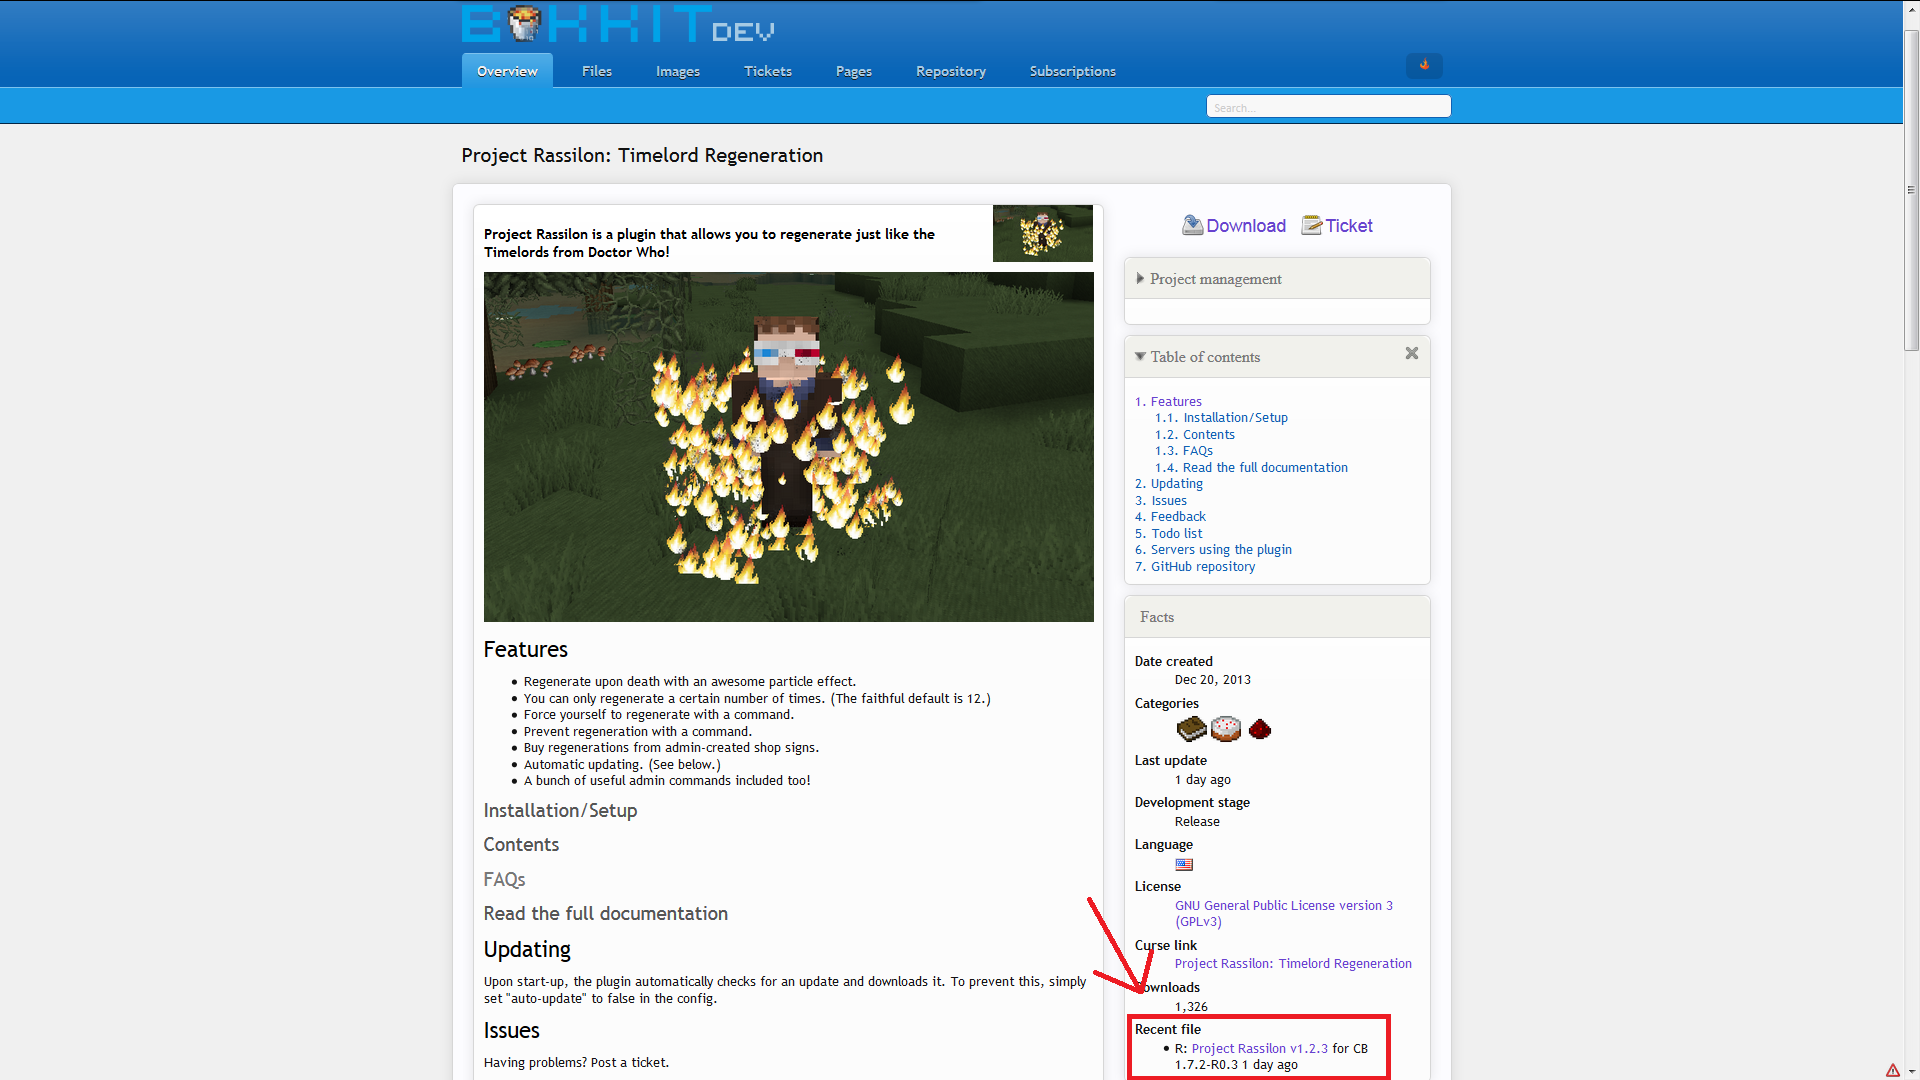 BUKKIT DEV
Overview Files Images Tickets Pages Repository Subscriptions
Search...
Project Rassilon: Timelord Regeneration
Project Rassilon is a plugin that allows you to regenerate just like the
Timelords from Doctor Who!
Features
Regenerate upon death with an awesome particle effect.
You can only regenerate a certain number of times. (The faithful default is 12.)
Force yourself to regenerate with a command.
Prevent regeneration with a command.
Buy regenerations from admin-created shop signs.
Automatic updating. (See below.)
A bunch of useful admin commands included too!
Installation/Setup
Contents
FAQs
Read the full documentation
Updating
Upon start-up, the plugin automatically checks for an update and downloads it. To prevent this, simply
set "auto-update" to false in the config.
Issues
Having problems? Post a ticket.
Download Ticket
Project management
Table of contents
1. Features
1.1. Installation/Setup
1.2. Contents
1.3. FAQs
1.4. Read the full documentation
2. Updating
3. Issues
4. Feedback
5. Todo list
6. Servers using the plugin
7. GitHub repository
Facts
Date created
Dec 20, 2013
Categories
Last update
1 day ago
Development stage
Release
Language
License
GNU General Public License version 3
(GPLv3)
Curse link
Project Rassilon: Timelord Regeneration
Downloads
1,326
Recent file
R: Project Rassilon v1.2.3 for CB
1.7.2-R0.3 1 day ago